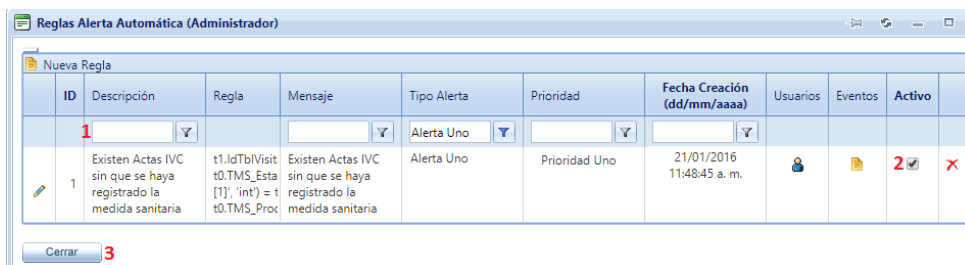 Reglas Alerta Automática (Administrador)
Nueva Regla
ID Descripción Regla Mensaje Tipo Alerta Prioridad Fecha Creación (dd/mm/aaaa) Usuarios Eventos Activo
1 Alerta Uno
Existen Actas IVC t1.IdTblVisit Existen Actas IVC Alerta Uno Prioridad Uno 21/01/2016
sin que se haya t0.TMS_Esta sin que se haya 11:48:45 a. m.
1 registrado la [1]', 'int') = t registrado la 2
medida sanitaria t0.TMS_Proc medida sanitaria
Cerrar 3